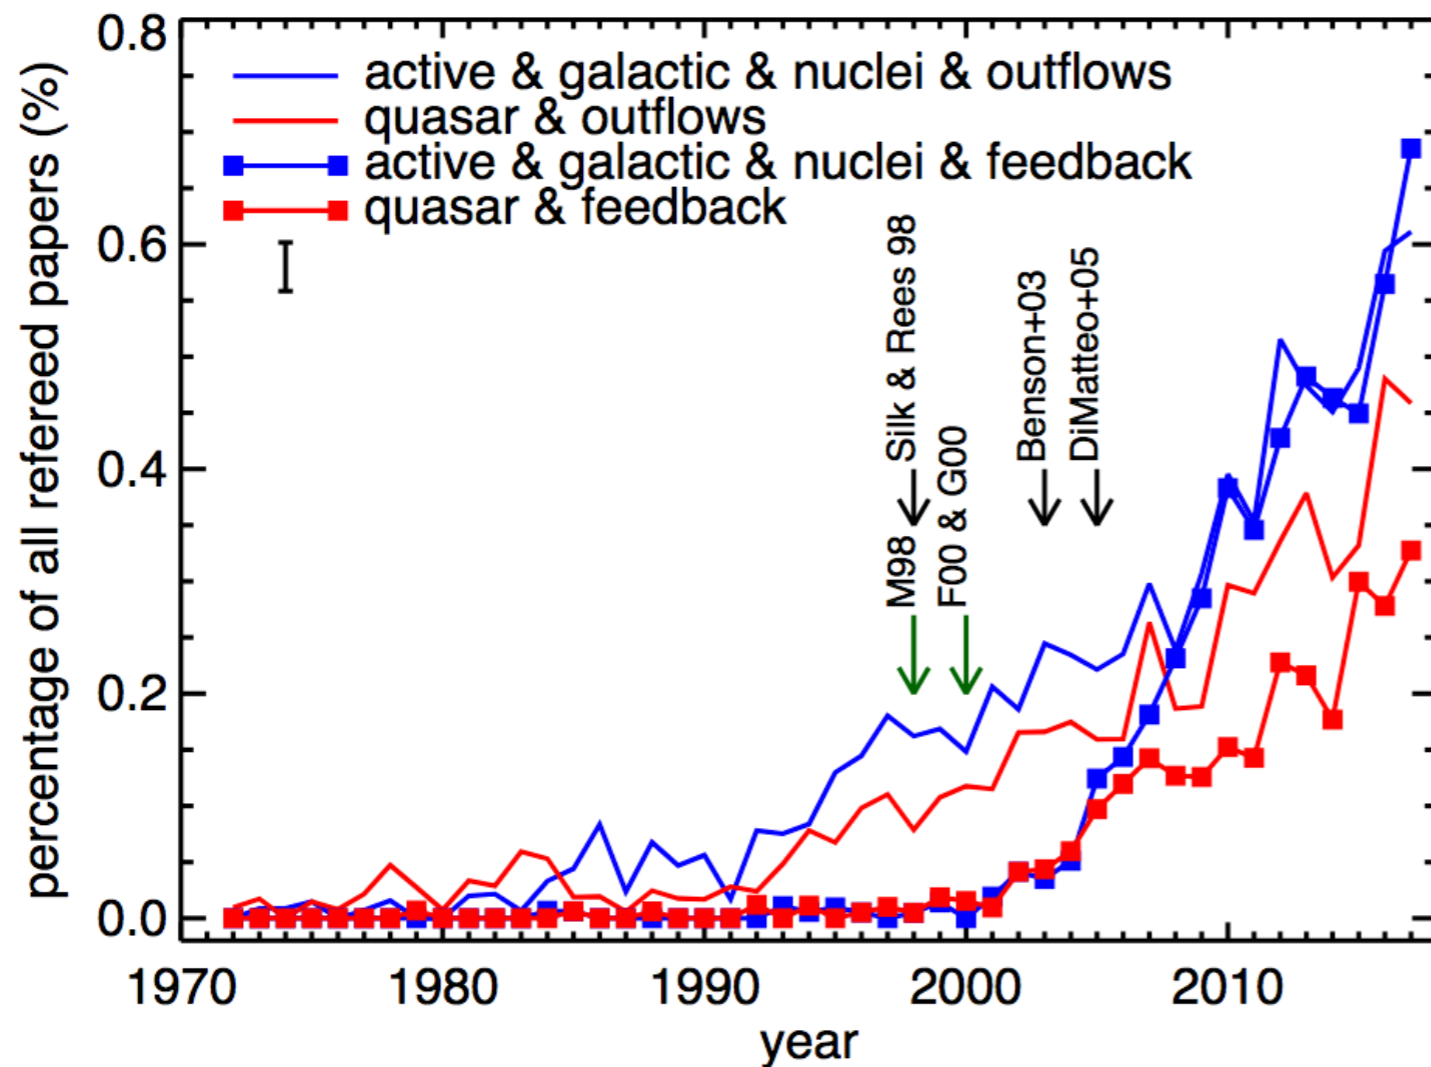 0.8
active & galactic & nuclei & outflows
quasar & outflows
active & galactic & nuclei & feedback
quasar & feedback
percentage of all refereed papers (%)
0.6
0.4
0.2
0.0
M98
Silk & Rees 98
F00 & G00
Benson+03
DiMatteo+05
1970
1980
1990
2000
2010
year